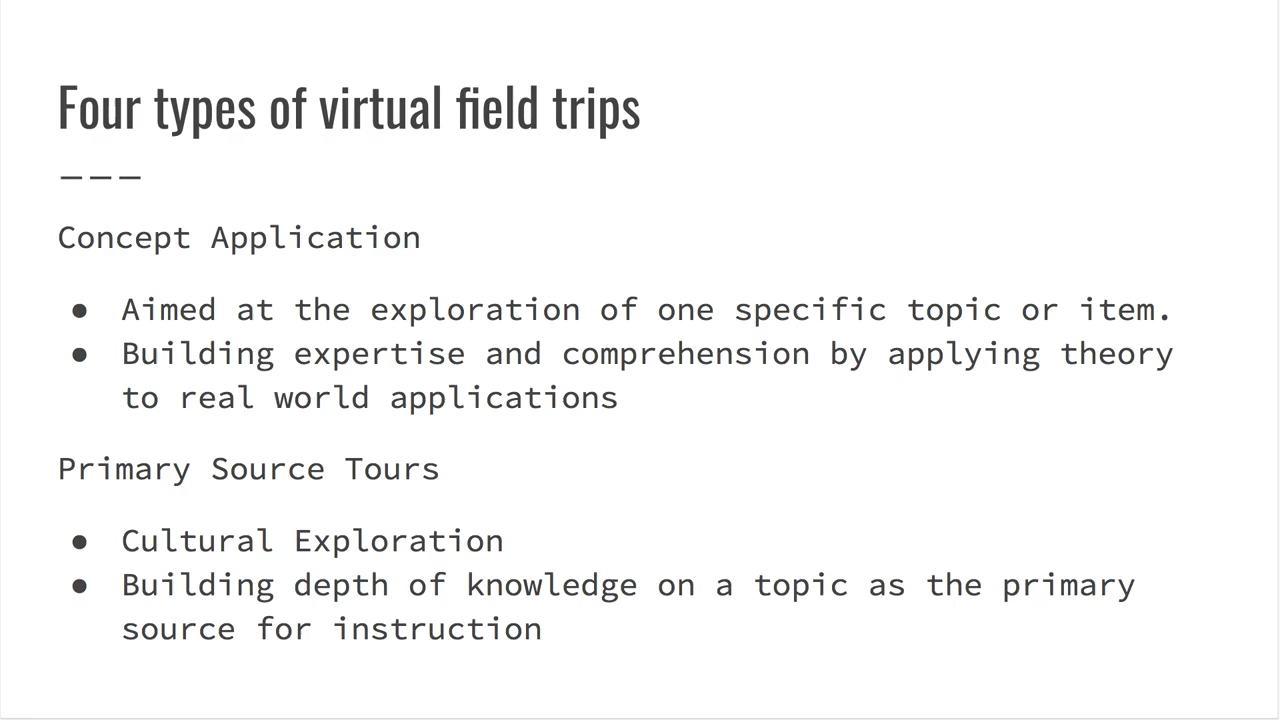 Four types of virtual field trips
Concept Application
● Aimed at the exploration of one specific topic or item.
● Building expertise and comprehension by applying theory
to real world applications
Primary Source Tours
● Cultural Exploration
● Building depth of knowledge on a topic as the primary
source for instruction